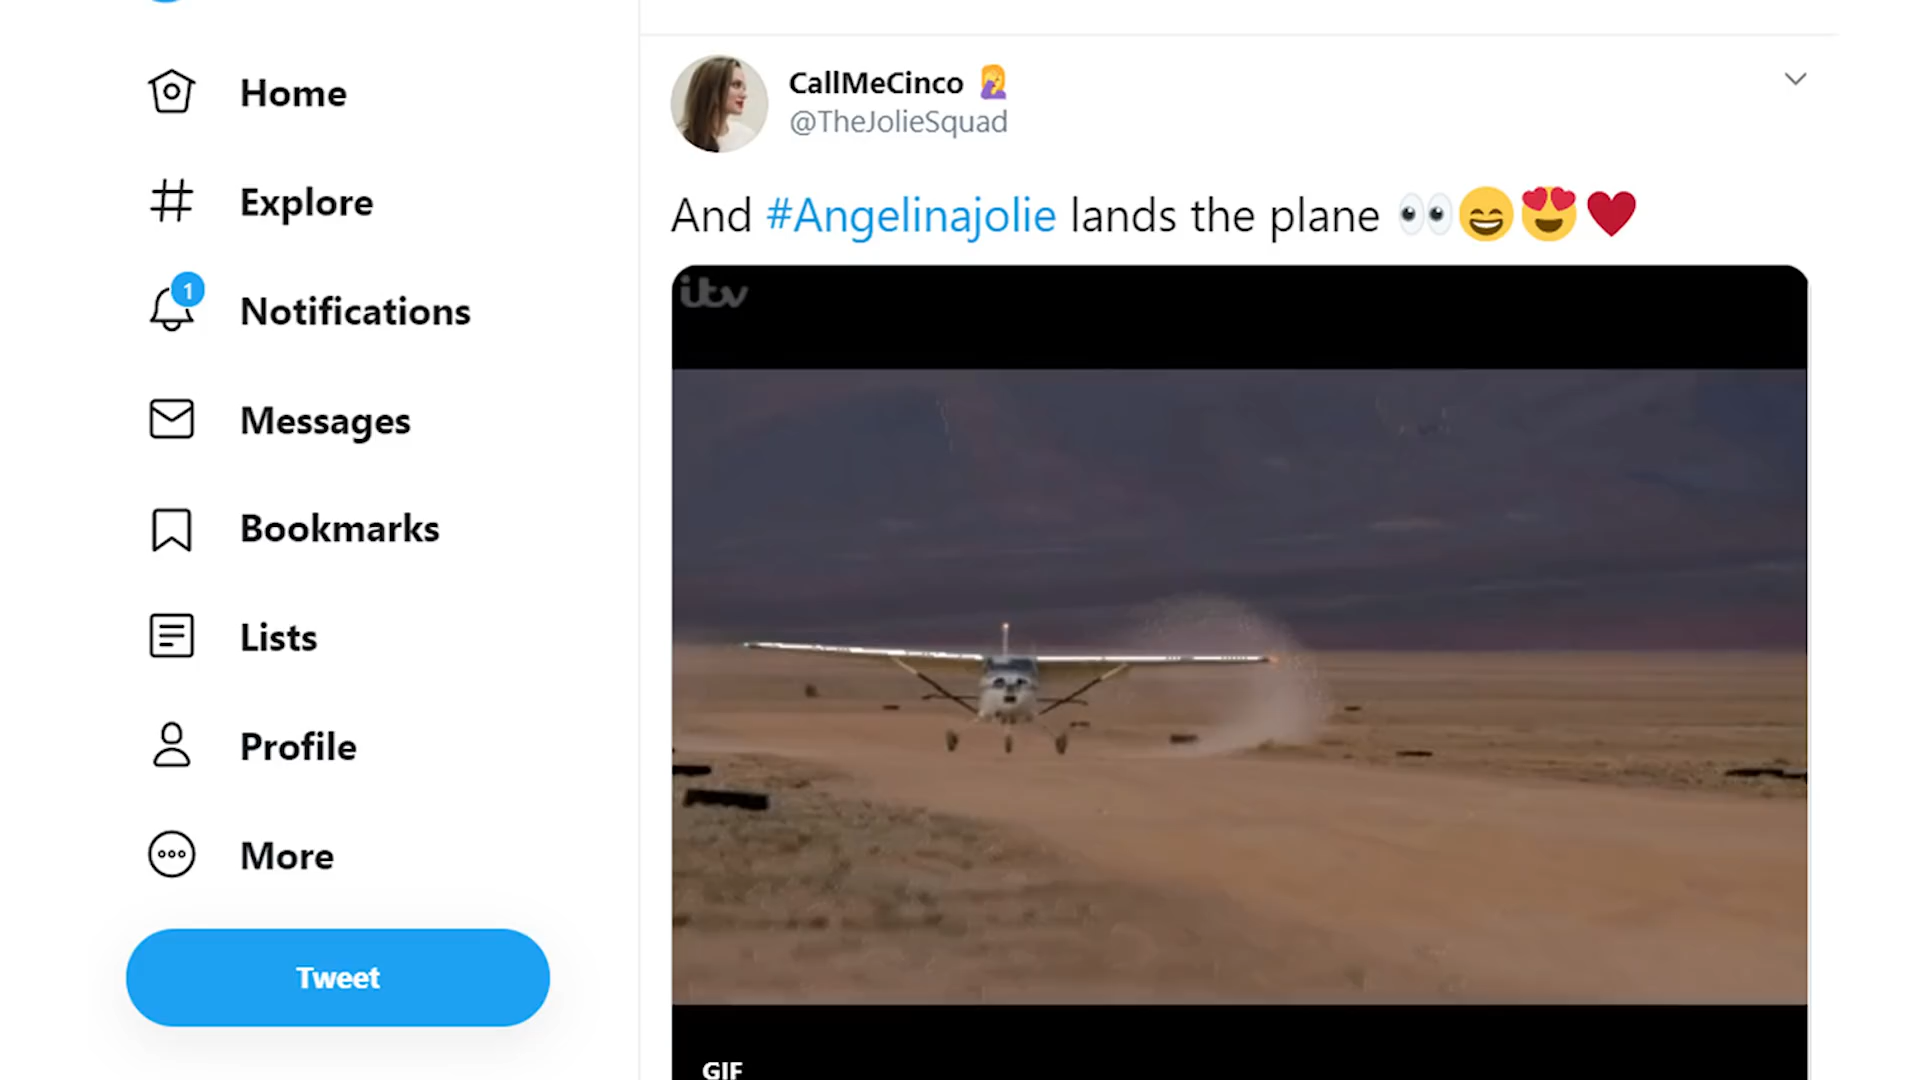 Home
Explore
1
Notifications
Messages
Bookmarks
Lists
Profile
More
Tweet
CallMeCinco 🤦‍♀️
@TheJolieSquad
And #Angelinajolie lands the plane 👀😄😍❤️
itv
GIF